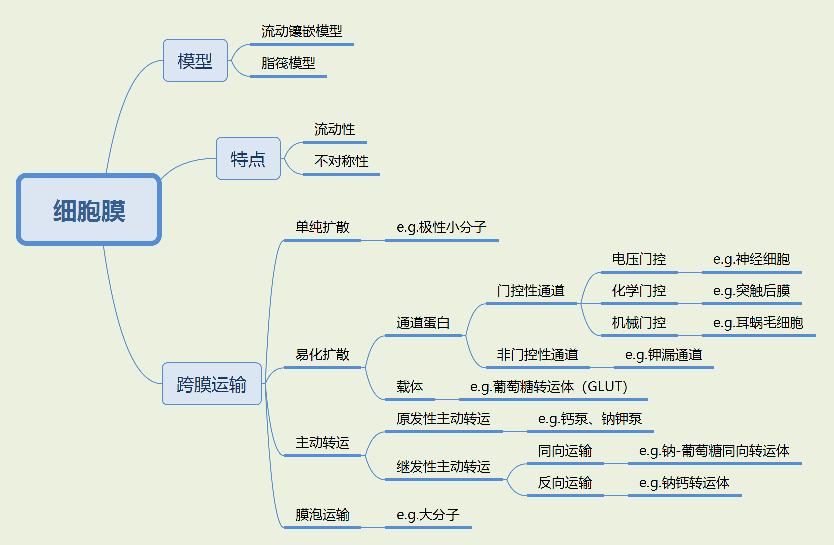 细胞膜
模型
流动镶嵌模型
脂筏模型
特点
流动性
不对称性
跨膜运输
单纯扩散
e.g.极性小分子
易化扩散
通道蛋白
门控性通道
电压门控
e.g.神经细胞
化学门控
e.g.突触后膜
机械门控
e.g.耳蜗毛细胞
非门控性通道
e.g.钾漏通道
载体
e.g.葡萄糖转运体（GLUT）
主动转运
原发性主动转运
e.g.钙泵、钠钾泵
继发性主动转运
同向运输
e.g.钠-葡萄糖同向转运体
反向运输
e.g.钠钙转运体
膜泡运输
e.g.大分子